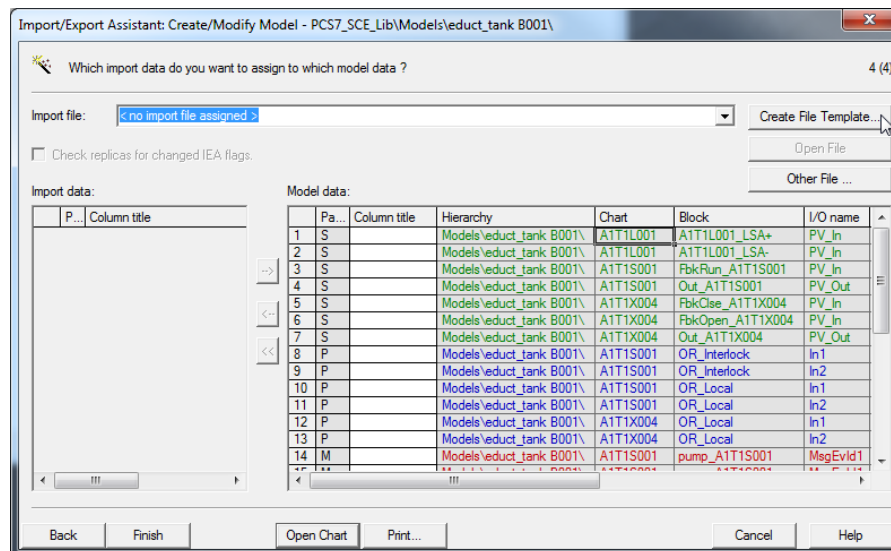 Import/Export Assistant: Create/Modify Model - PCS7_SCE_Lib\Models\educt_tank B001\
Which import data do you want to assign to which model data ?
4 (4)
Import file:
< no import file assigned >
Create File Template...
Check replicas for changed IEA flags.
Open File
Other File ...
Import data:
Model data:
P... Column title
Pa... Column title Hierarchy Chart Block I/O name
1 S Models\educt_tank B001\ A1T1L001 A1T1L001_LSA+ PV_In
2 S Models\educt_tank B001\ A1T1L001 A1T1L001_LSA- PV_In
3 S Models\educt_tank B001\ A1T1S001 FbkRun_A1T1S001 PV_In
4 S Models\educt_tank B001\ A1T1S001 Out_A1T1S001 PV_Out
5 S Models\educt_tank B001\ A1T1X004 FbkClse_A1T1X004 PV_In
6 S Models\educt_tank B001\ A1T1X004 FbkOpen_A1T1X004 PV_In
7 S Models\educt_tank B001\ A1T1X004 Out_A1T1X004 PV_Out
8 P Models\educt_tank B001\ A1T1S001 OR_Interlock In1
9 P Models\educt_tank B001\ A1T1S001 OR_Interlock In2
10 P Models\educt_tank B001\ A1T1S001 OR_Local In1
11 P Models\educt_tank B001\ A1T1S001 OR_Local In2
12 P Models\educt_tank B001\ A1T1X004 OR_Local In1
13 P Models\educt_tank B001\ A1T1X004 OR_Local In2
14 M Models\educt_tank B001\ A1T1S001 pump_A1T1S001 MsgEvId1
-->
<--
<<
Back
Finish
Open Chart
Print...
Cancel
Help